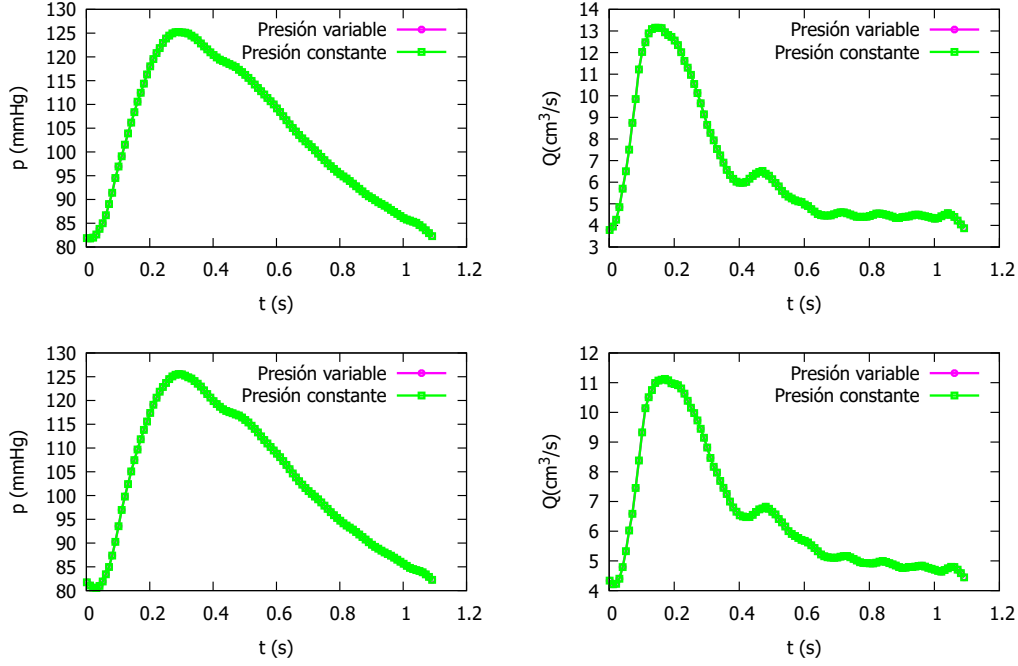 130
125
120
115
110
105
100
95
90
85
80
0 0.2 0.4 0.6 0.8 1 1.2
p (mmHg)
t (s)
Presión variable
Presión constante
14
13
12
11
10
9
8
7
6
5
4
3
0 0.2 0.4 0.6 0.8 1 1.2
Q(cm³/s)
t (s)
Presión variable
Presión constante
130
125
120
115
110
105
100
95
90
85
80
0 0.2 0.4 0.6 0.8 1 1.2
p (mmHg)
t (s)
Presión variable
Presión constante
12
11
10
9
8
7
6
5
4
0 0.2 0.4 0.6 0.8 1 1.2
Q(cm³/s)
t (s)
Presión variable
Presión constante